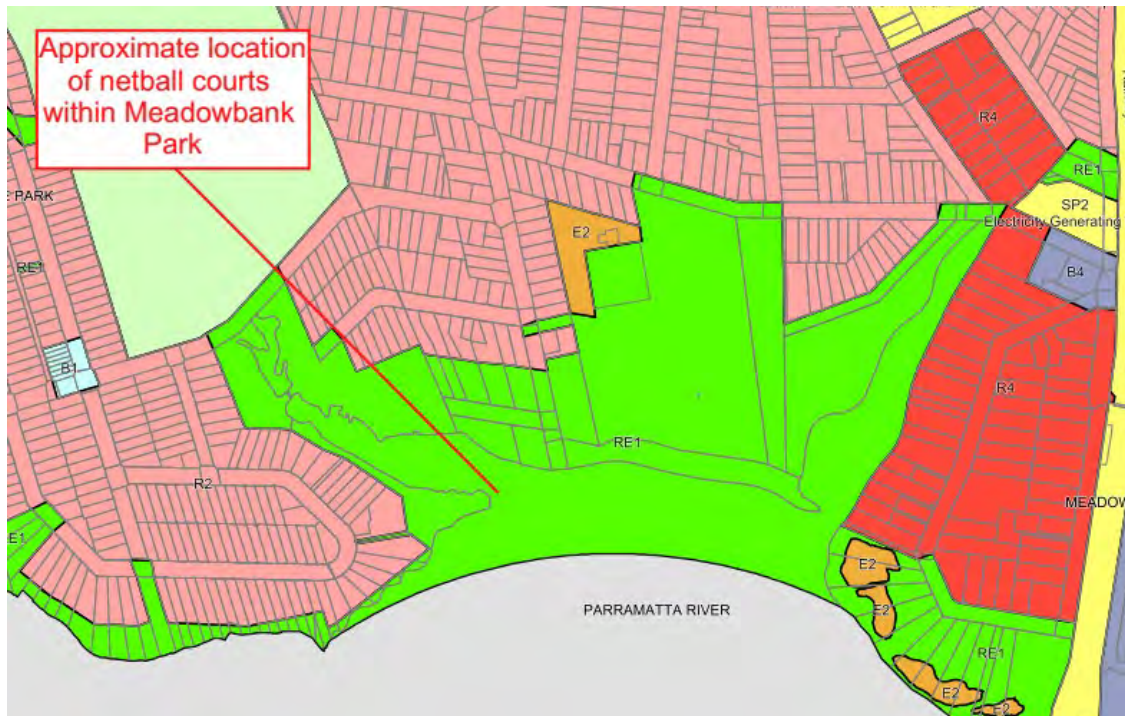 Approximate location
of netball courts
within Meadowbank
Park
R4
RE1
SP2
Electricity Generating
B4
E PARK
RE1
E2
B1
R4
RE1
R2
MEADOW
E1
E2
PARRAMATTA RIVER
E2
RE1
E2
E2